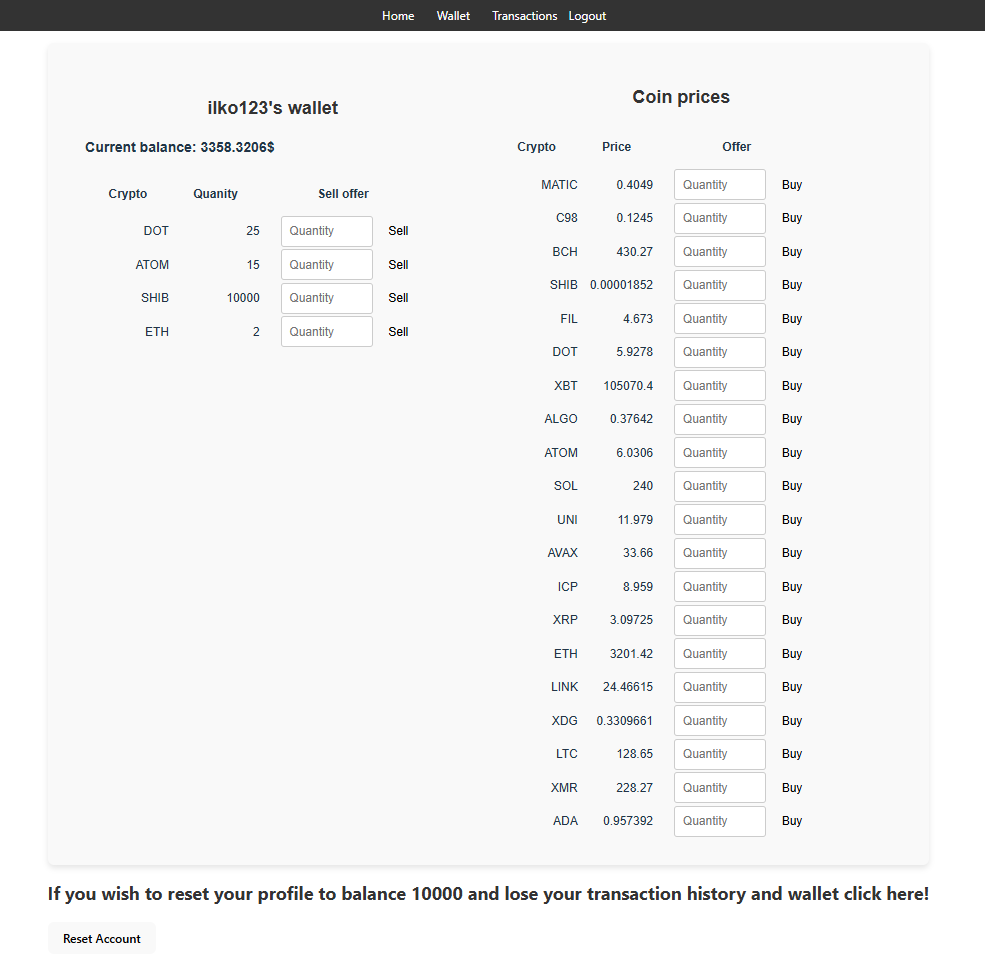 Home Wallet Transactions Logout
ilko123's wallet
Current balance: 3358.3206$
Crypto Quanity Sell offer
DOT 25 Quantity Sell
ATOM 15 Quantity Sell
SHIB 10000 Quantity Sell
ETH 2 Quantity Sell
Coin prices
Crypto Price Offer
MATIC 0.4049 Quantity Buy
C98 0.1245 Quantity Buy
BCH 430.27 Quantity Buy
SHIB 0.00001852 Quantity Buy
FIL 4.673 Quantity Buy
DOT 5.9278 Quantity Buy
XBT 105070.4 Quantity Buy
ALGO 0.37642 Quantity Buy
ATOM 6.0306 Quantity Buy
SOL 240 Quantity Buy
UNI 11.979 Quantity Buy
AVAX 33.66 Quantity Buy
ICP 8.959 Quantity Buy
XRP 3.09725 Quantity Buy
ETH 3201.42 Quantity Buy
LINK 24.46615 Quantity Buy
XDG 0.3309661 Quantity Buy
LTC 128.65 Quantity Buy
XMR 228.27 Quantity Buy
ADA 0.957392 Quantity Buy
If you wish to reset your profile to balance 10000 and lose your transaction history and wallet click here!
Reset Account